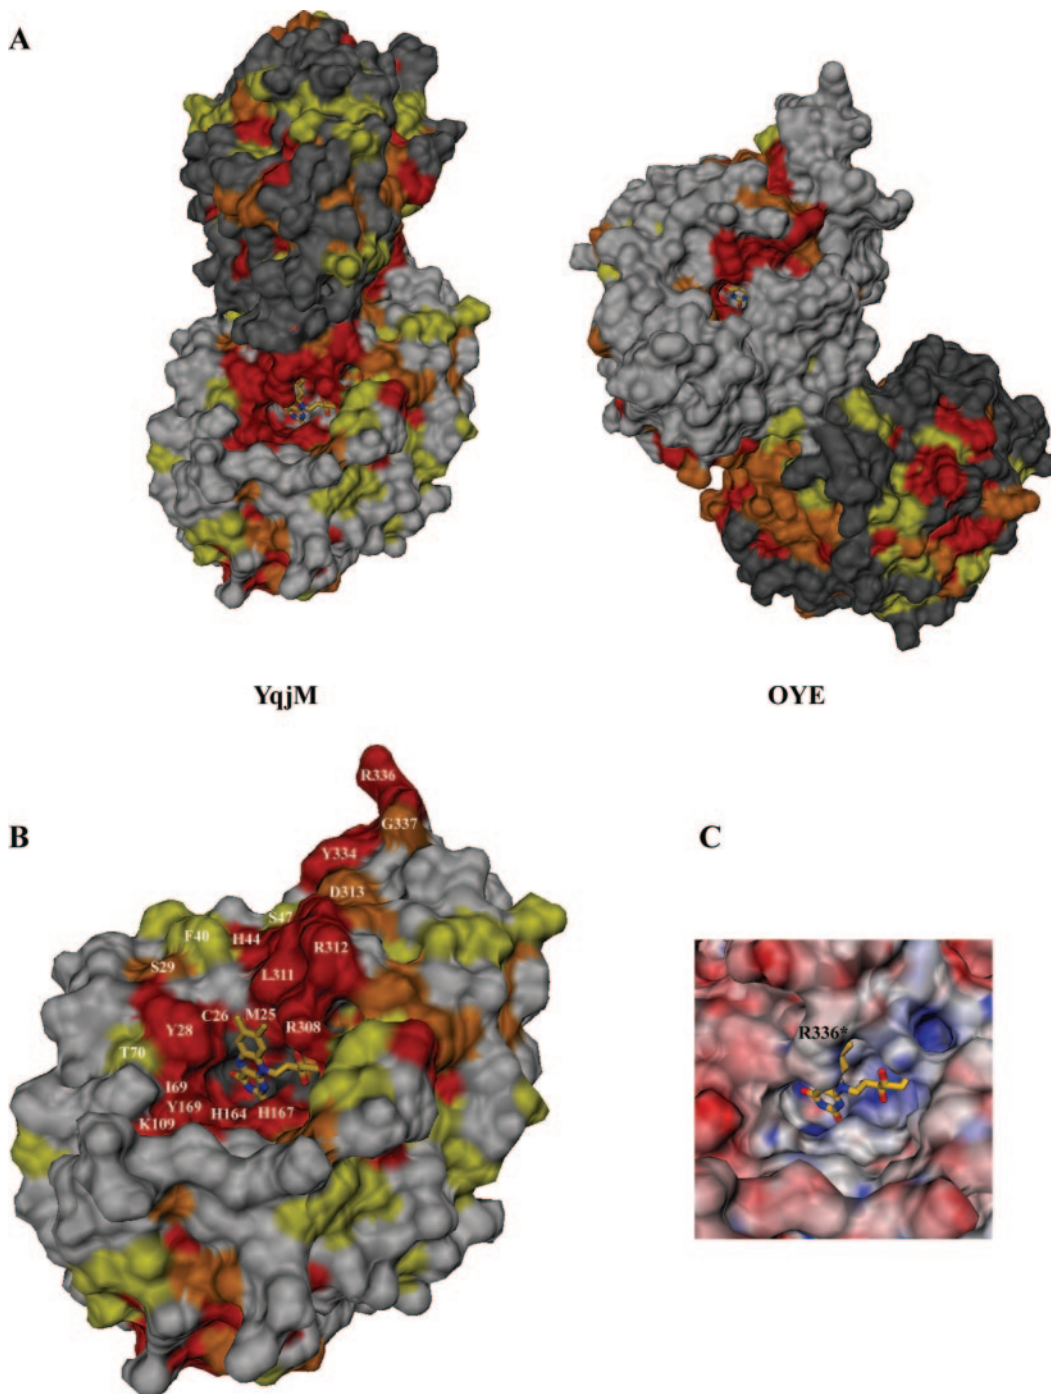 A
YqjM
OYE
B
C
R336
G337
Y334
D313
S47
F40
H44
R312
S29
L311
C26
M25
Y28
R308
T70
I69
Y169
H164
H167
K109
R336*